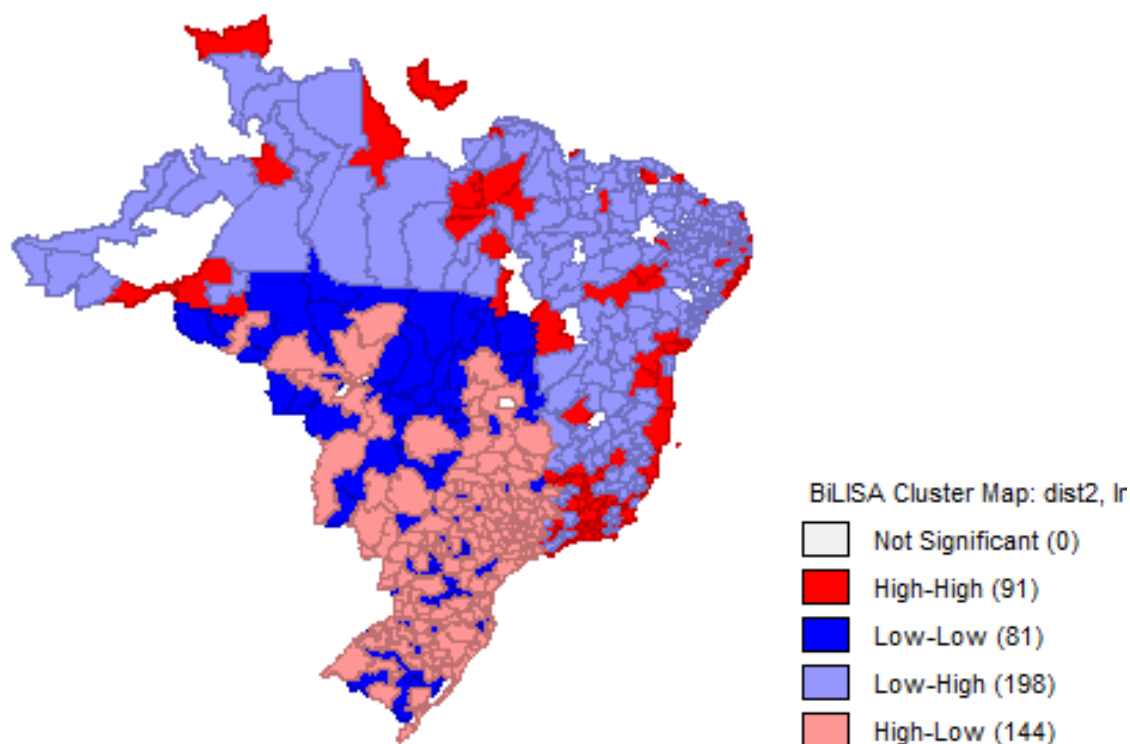 BiLISA Cluster Map: dist2, Ir
Not Significant (0)
High-High (91)
Low-Low (81)
Low-High (198)
High-Low (144)